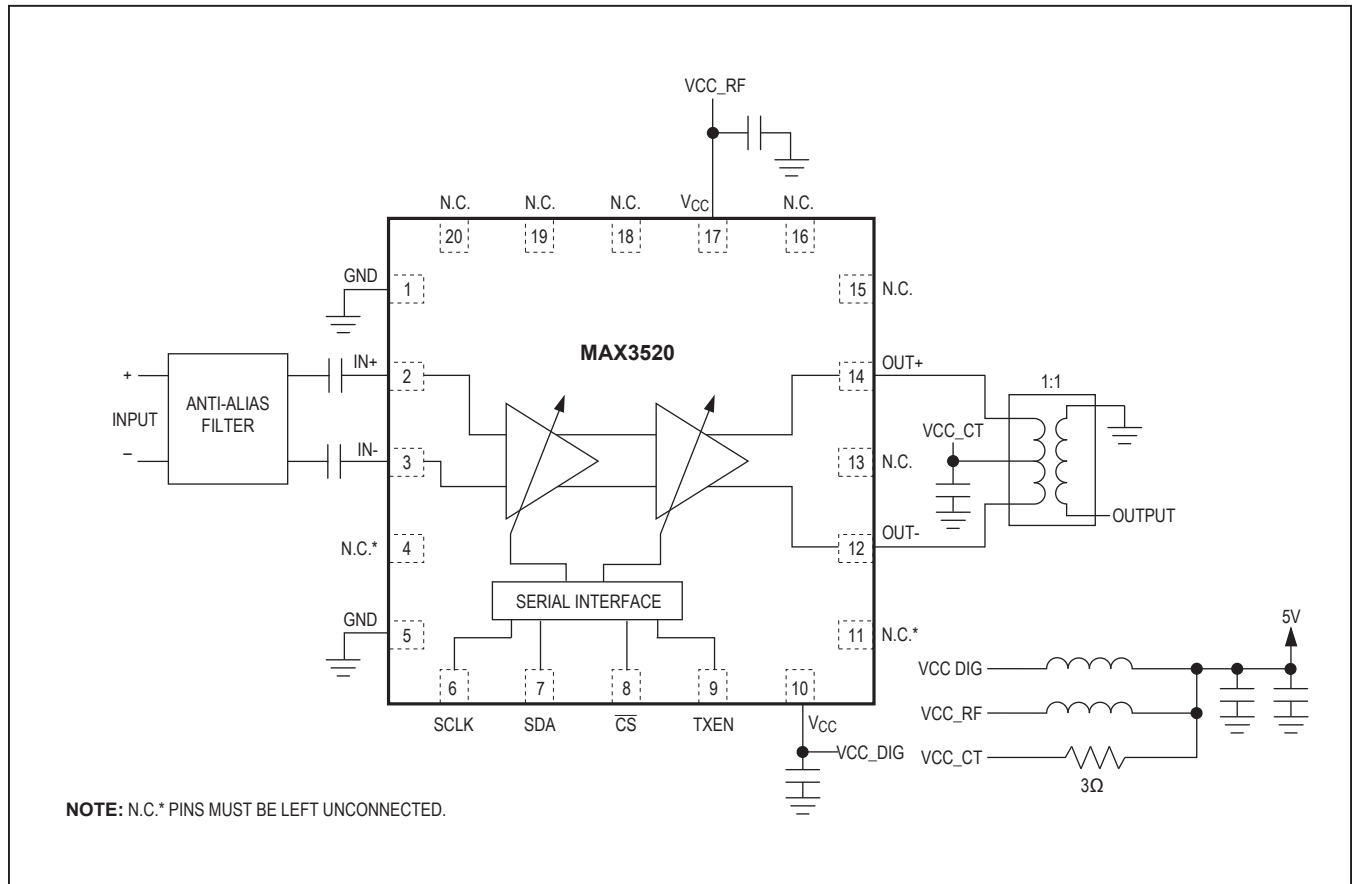 VCC_RF
N.C. N.C. N.C. VCC N.C.
20 19 18 17 16
GND
1
15 N.C.
MAX3520
IN+
2
14
OUT+
1:1
+
INPUT
−
ANTI-ALIAS
FILTER
VCC_CT
IN-
3
13
N.C.
OUTPUT
N.C.*
4
12
OUT-
SERIAL INTERFACE
GND
5
11 N.C.*
5V
6 7 8 9 10
SCLK SDA CS TXEN VCC
VCC_DIG
VCC DIG
VCC_RF
VCC_CT
3Ω
NOTE: N.C.* PINS MUST BE LEFT UNCONNECTED.